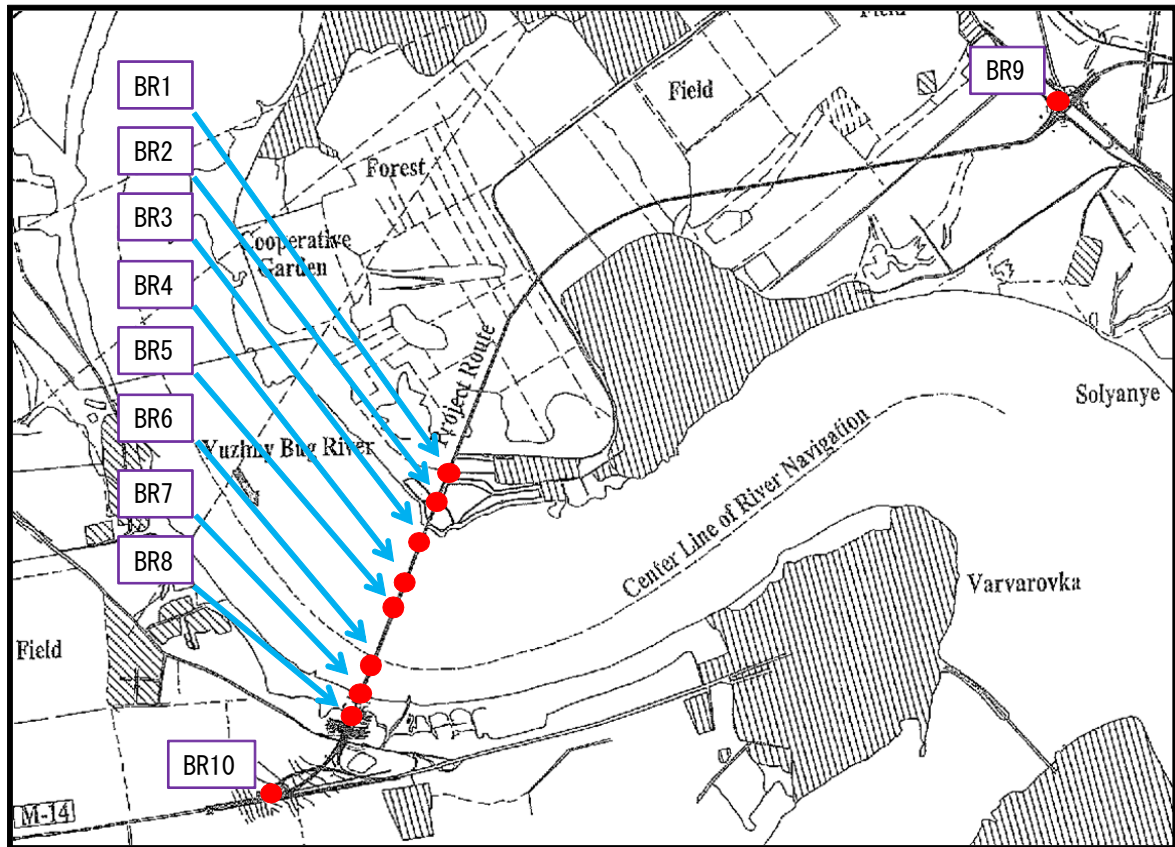 Field
BR1
BR9
Field
BR2
Forest
BR3
Cooperative
Garden
BR4
Project Route
BR5
Solyanye
BR6
Yuzhny Bug River
Center Line of River Navigation
BR7
BR8
Varvarovka
Field
BR10
M-14